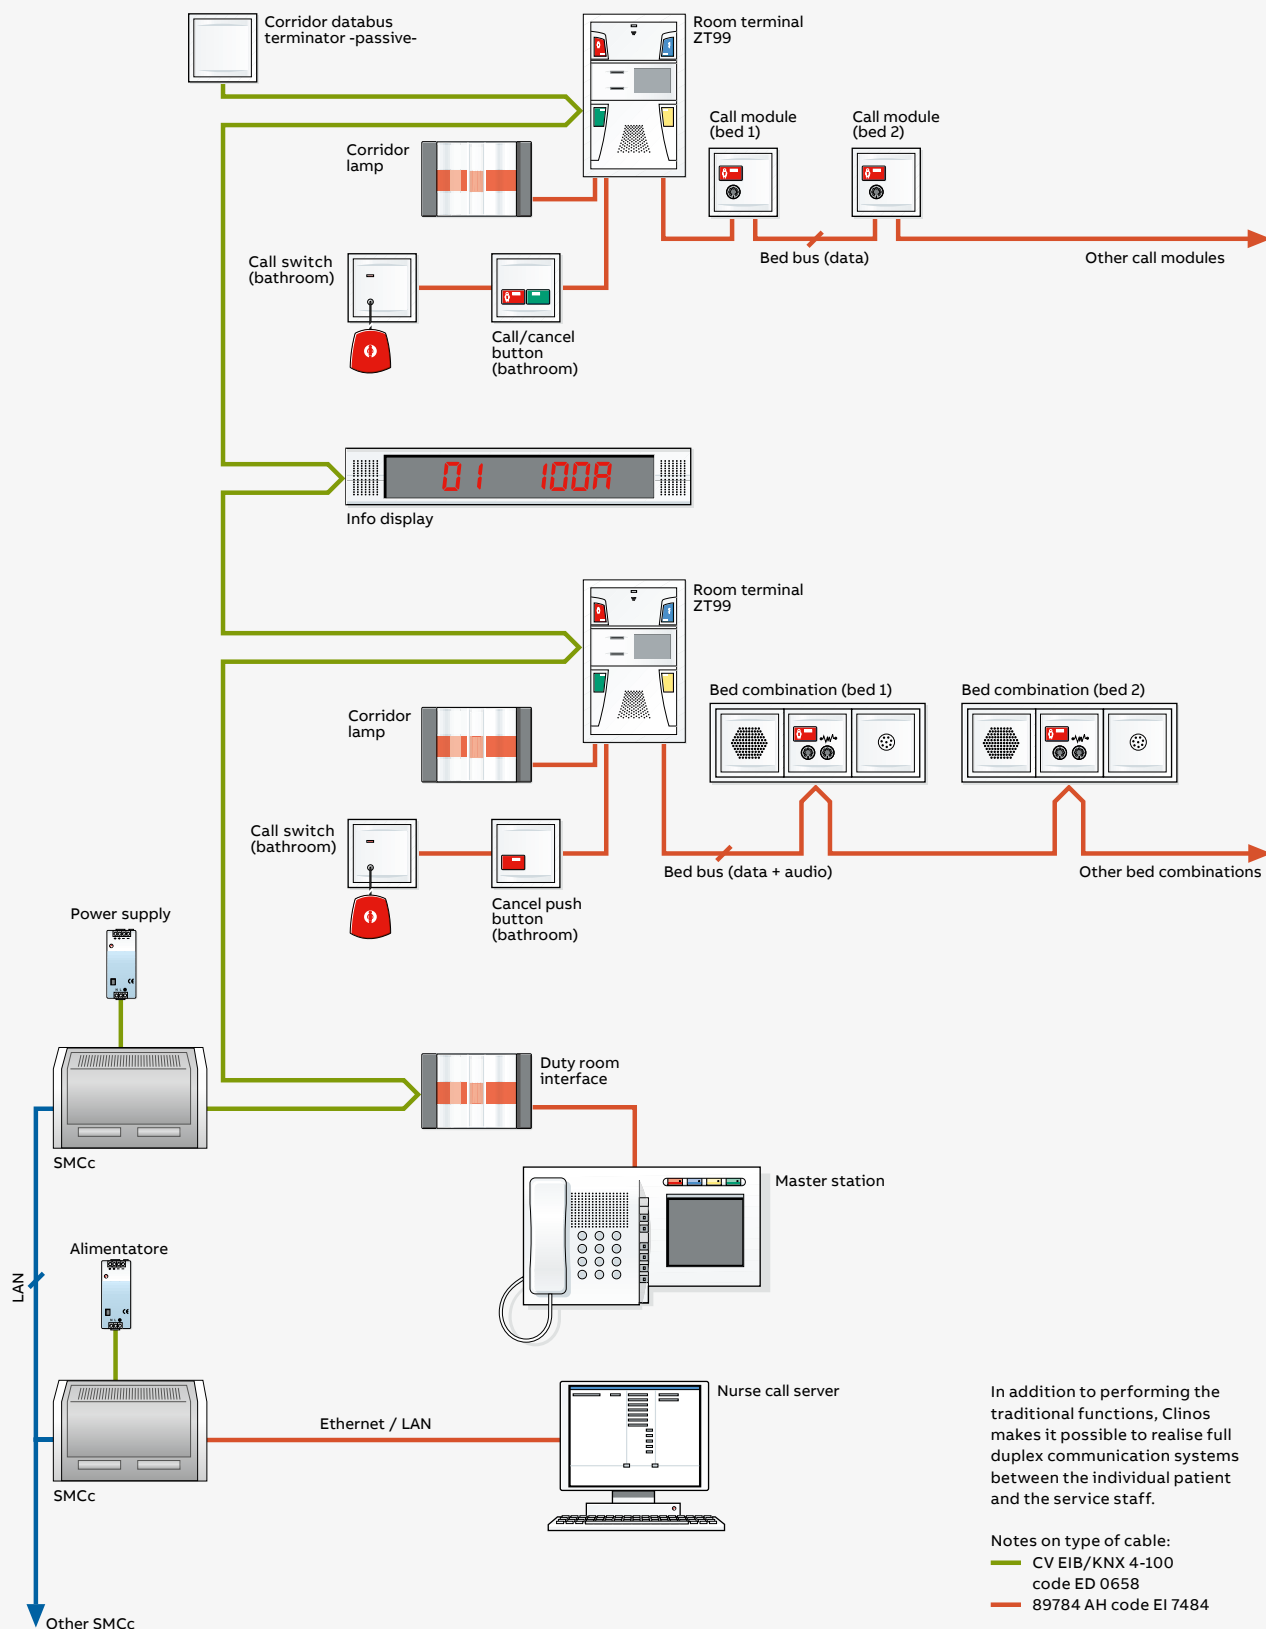 Corridor databus
terminator -passive-
Room terminal
ZT99
Call module
(bed 1)
Call module
(bed 2)
Corridor
lamp
Call switch
(bathroom)
Bed bus (data)
Other call modules
Call/cancel
button
(bathroom)
01 100A
Info display
Room terminal
ZT99
Bed combination (bed 1)
Bed combination (bed 2)
Corridor
lamp
Call switch
(bathroom)
Bed bus (data + audio)
Other bed combinations
Cancel push
button
(bathroom)
Power supply
Duty room
interface
SMCc
Master station
Alimentatore
LAN
Nurse call server
Ethernet / LAN
SMCc
Other SMCc
In addition to performing the
traditional functions, Clinos
makes it possible to realise full
duplex communication systems
between the individual patient
and the service staff.
Notes on type of cable:
CV EIB/KNX 4-100
code ED 0658
89784 AH code EI 7484